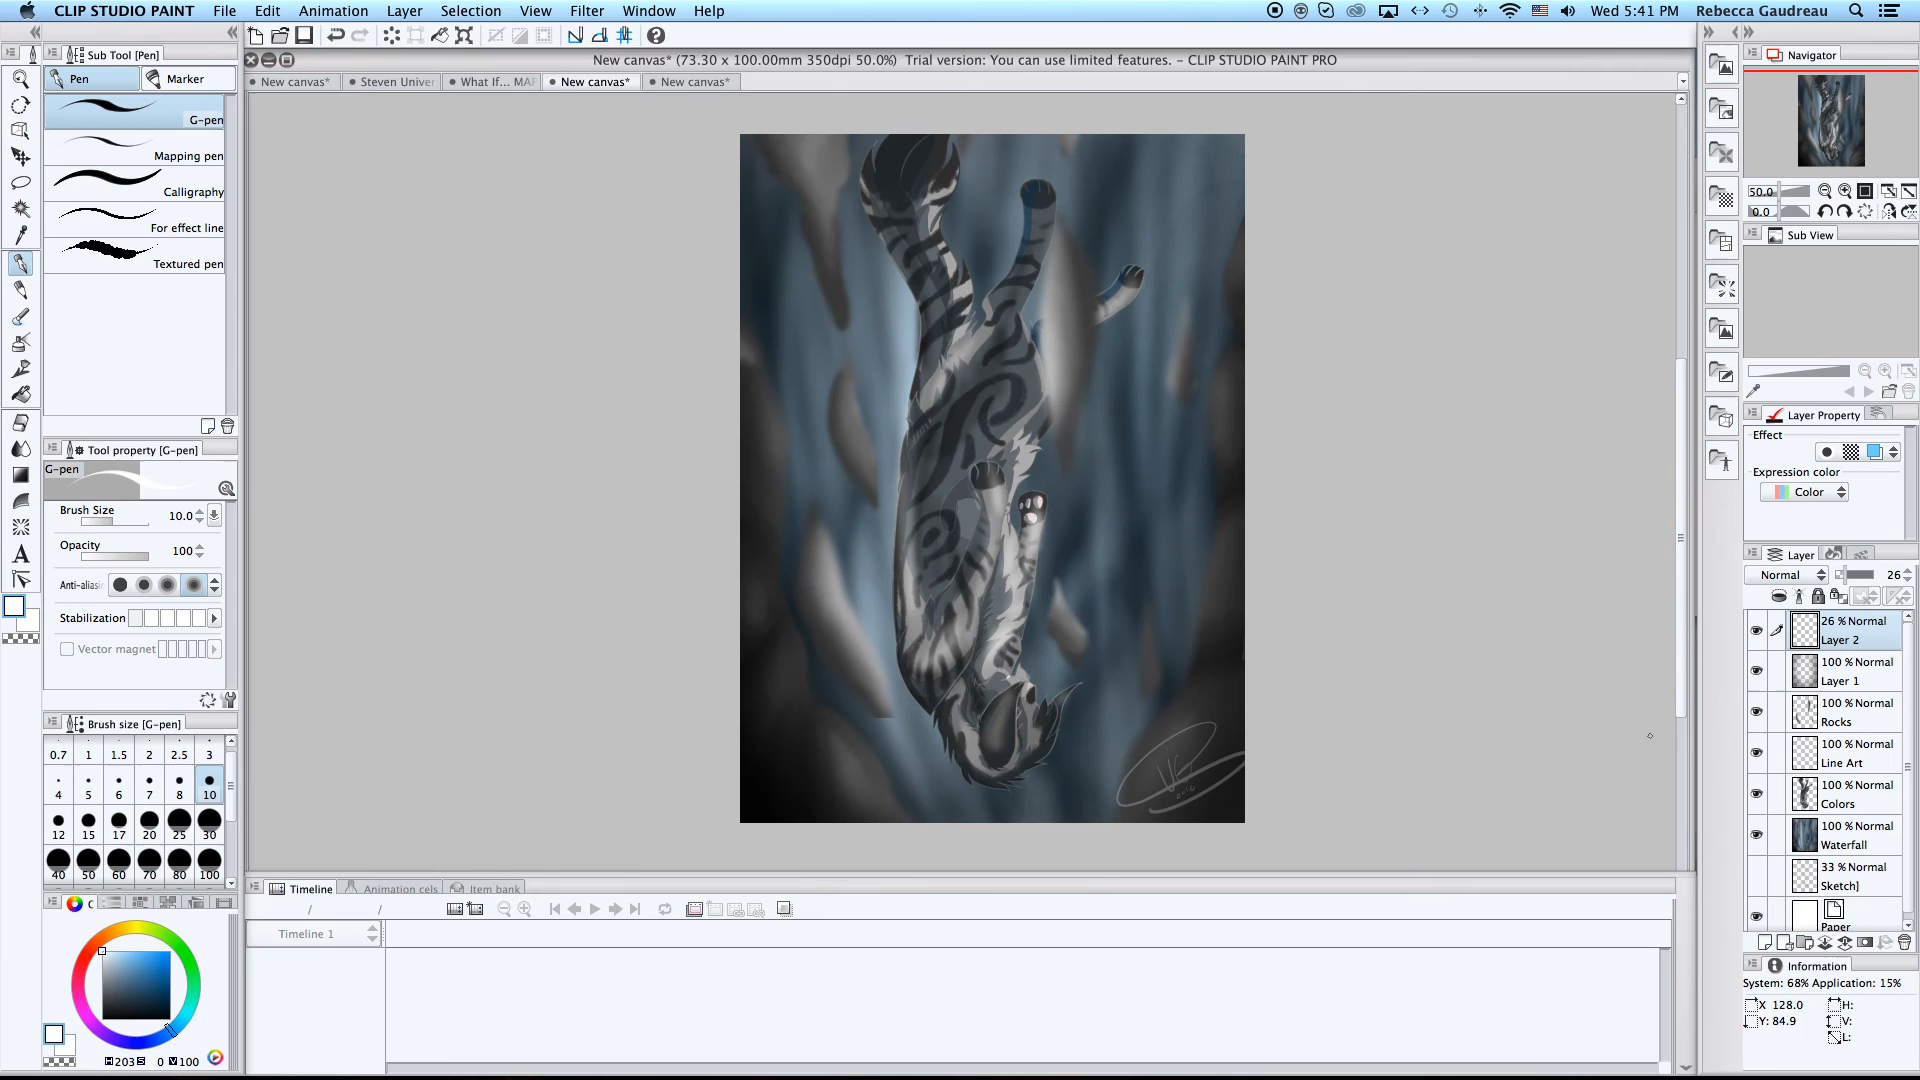 CLIP STUDIO PAINT File Edit Animation Layer Selection View Filter Window Help Wed 5:41 PM Rebecca Gaudreau
New canvas* (73.30 x 100.00mm 350dpi 50.0%) Trial version: You can use limited features. - CLIP STUDIO PAINT PRO
New canvas* Steven Univer What If... MAP New canvas* New canvas*
Sub Tool [Pen]
Pen Marker
G-pen
Mapping pen
Calligraphy
For effect line
Textured pen
Tool property [G-pen]
G-pen
Brush Size 10.0
Opacity 100
Anti-aliasi
Stabilization
Vector magnet
Brush size [G-pen]
0.7 1 1.5 2 2.5 3
4 5 6 7 8 10
12 15 17 20 25 30
40 50 60 70 80 100
C
H 203 S 0 V 100
2016
Timeline Animation cels Item bank
/ /
Timeline 1
Navigator
50.0
0.0
Sub View
Layer Property
Effect
Expression color
Color
Layer
Normal 26
26 % Normal
Layer 2
100 % Normal
Layer 1
100 % Normal
Rocks
100 % Normal
Line Art
100 % Normal
Colors
100 % Normal
Waterfall
33 % Normal
Sketch]
Paper
Information
System: 68% Application: 15%
X 128.0 H:
Y: 84.9 V:
L: